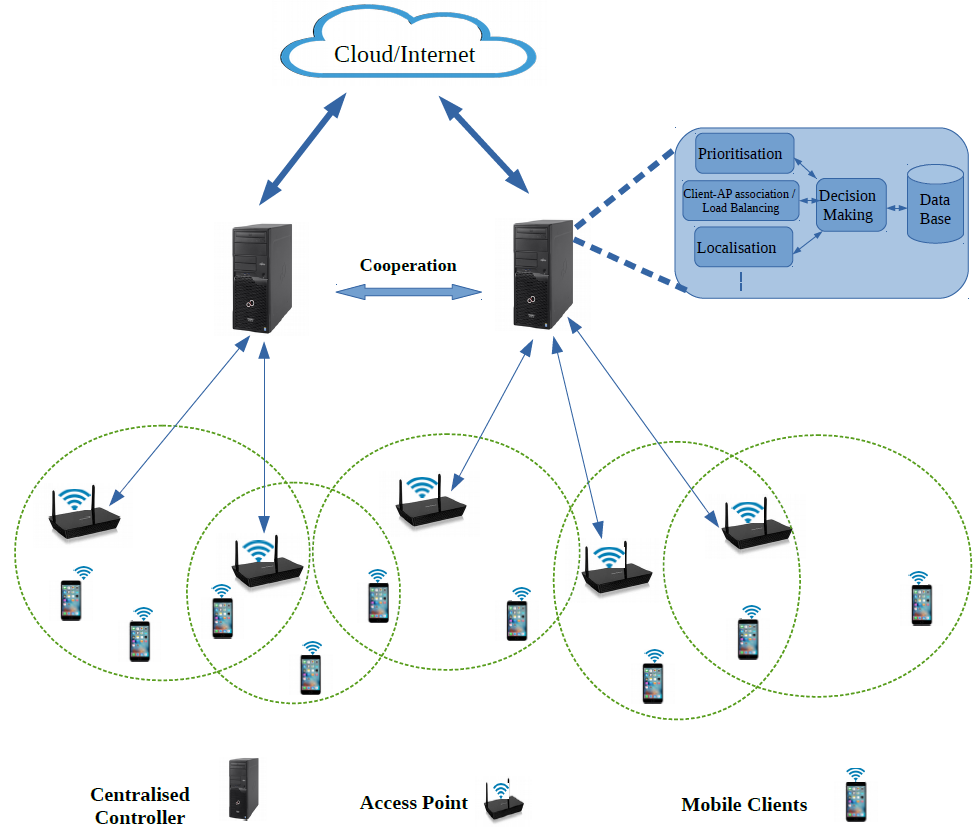 Cloud/Internet
Prioritisation
Client-AP association /
Load Balancing
Decision
Making
Data
Base
Localisation
Cooperation
Centralised
Controller
Access Point
Mobile Clients